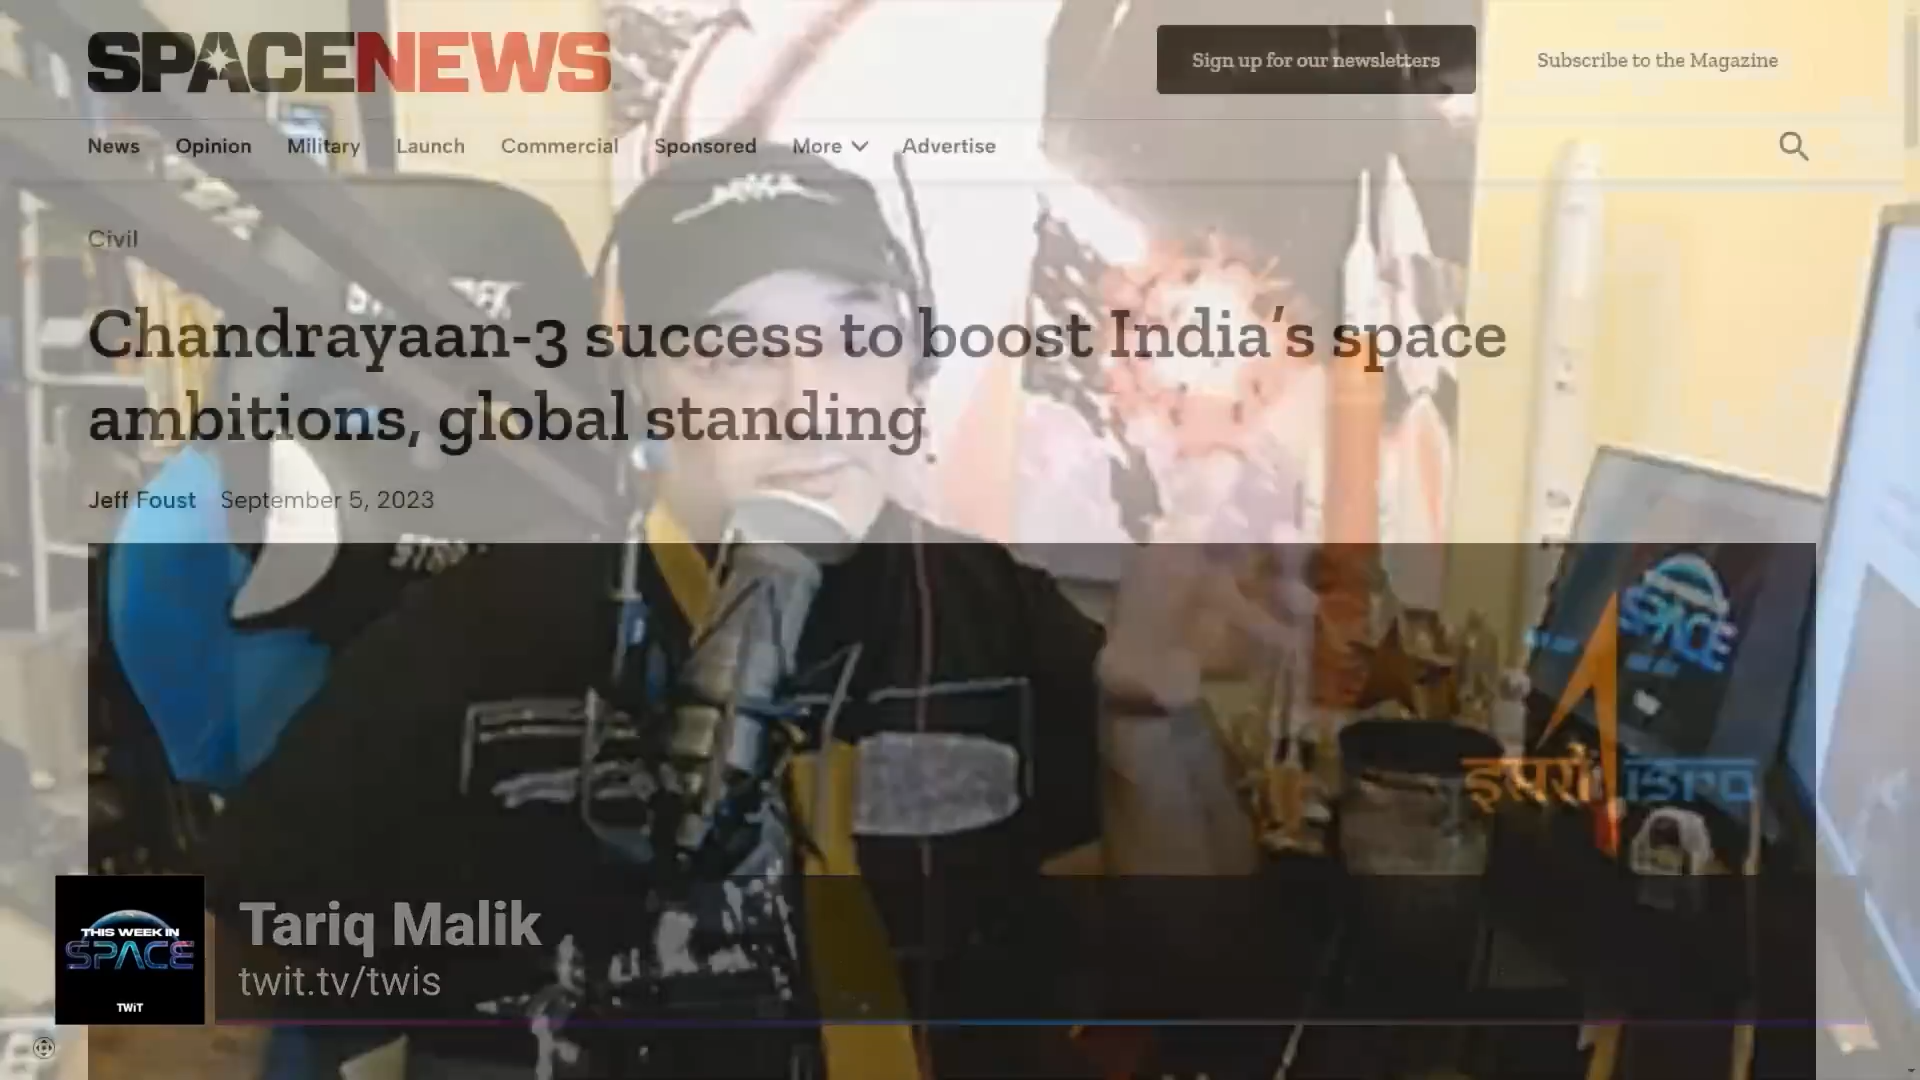 SPACENEWS
Sign up for our newsletters
Subscribe to the Magazine
News Opinion Military Launch Commercial Sponsored More Advertise
Civil
Chandrayaan-3 success to boost India’s space
ambitions, global standing
Jeff Foust September 5, 2023
SPACE
इसरो isro
THIS WEEK IN
SPACE
TWiT
Tariq Malik
twit.tv/twis